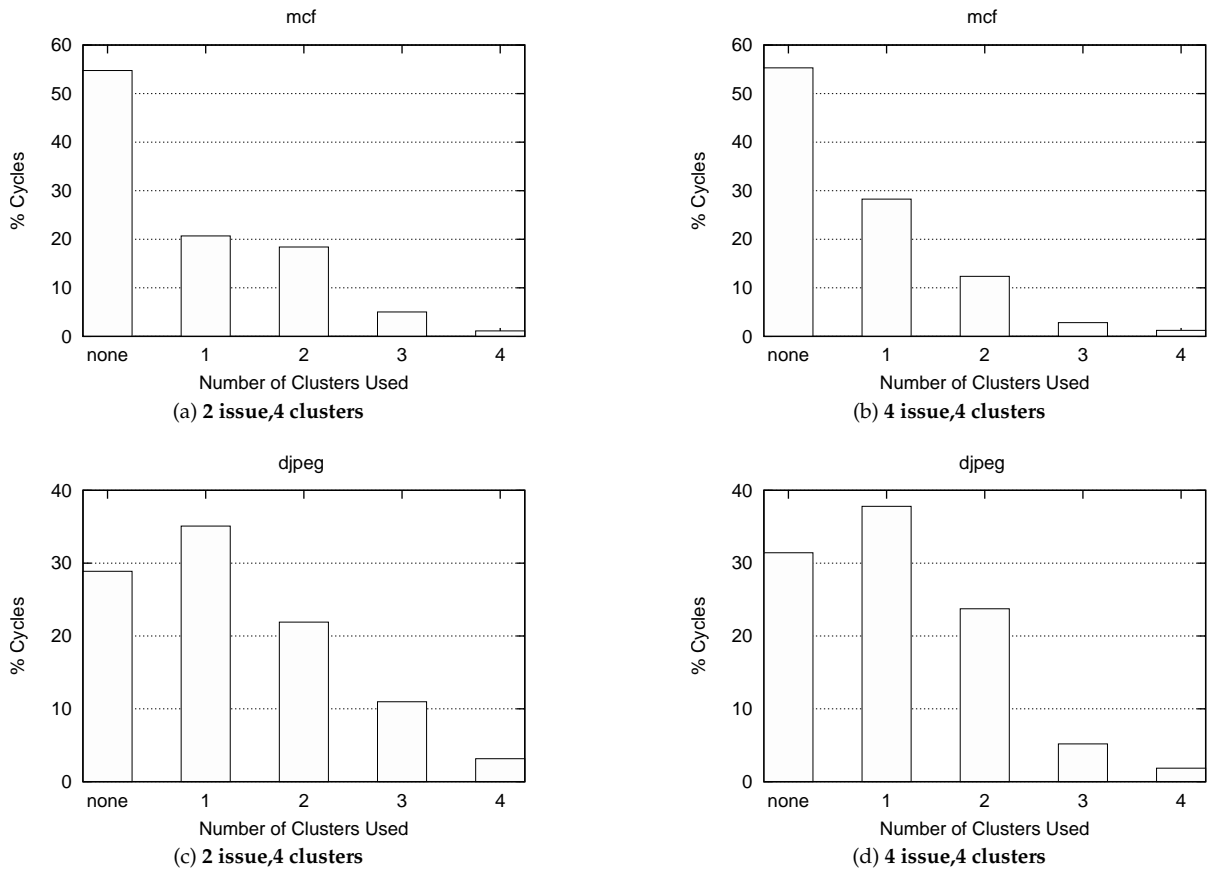 mcf
60
50
40
30
20
10
0
% Cycles
none 1 2 3 4
Number of Clusters Used
(a) 2 issue,4 clusters
mcf
60
50
40
30
20
10
0
% Cycles
none 1 2 3 4
Number of Clusters Used
(b) 4 issue,4 clusters
djpeg
40
30
20
10
0
% Cycles
none 1 2 3 4
Number of Clusters Used
(c) 2 issue,4 clusters
djpeg
40
30
20
10
0
% Cycles
none 1 2 3 4
Number of Clusters Used
(d) 4 issue,4 clusters